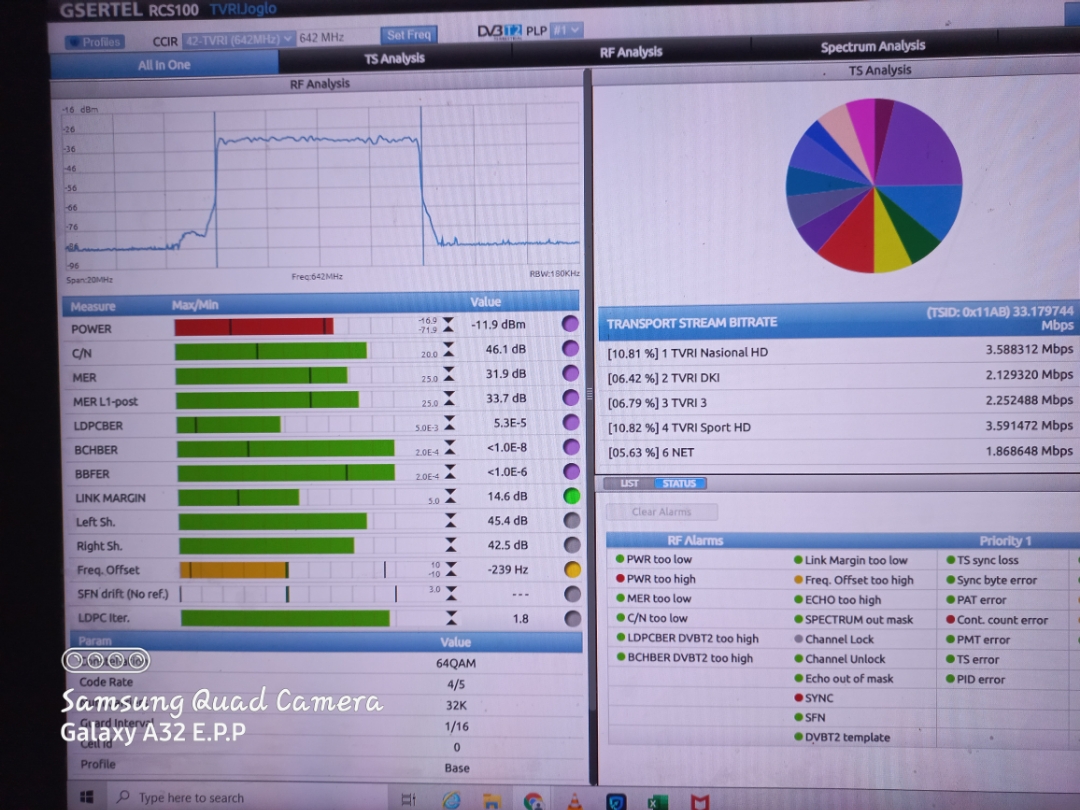 GSERTEL RCS100 TVRIJoglo
Profiles CCIR 42-TVRI (642MHz) 642 MHz Set Freq DVB T2 PLP #1
All In One TS Analysis RF Analysis Spectrum Analysis
RF Analysis
-16 dBm
-26
-36
-46
-56
-66
-76
-86
-96
Span:20MHz Freq:642MHz RBW:180KHz
Measure Max/Min Value
POWER -16.9 -71.9 -11.9 dBm
C/N 20.0 46.1 dB
MER 25.0 31.9 dB
MER L1-post 25.0 33.7 dB
LDPCBER 5.0E-3 5.3E-5
BCHBER 2.0E-4 <1.0E-8
BBFER 2.0E-4 <1.0E-6
LINK MARGIN 5.0 14.6 dB
Left Sh. 45.4 dB
Right Sh. 42.5 dB
Freq. Offset 10 -10 -239 Hz
SFN drift (No ref.) 3.0 ---
LDPC Iter. 1.8
Param Value
64QAM
Code Rate 4/5
32K
Guard Interval 1/16
Cell Id 0
Profile Base
TS Analysis
TRANSPORT STREAM BITRATE (TSID: 0x11AB) 33.179744
Mbps
[10.81 %] 1 TVRI Nasional HD 3.588312 Mbps
[06.42 %] 2 TVRI DKI 2.129320 Mbps
[06.79 %] 3 TVRI 3 2.252488 Mbps
[10.82 %] 4 TVRI Sport HD 3.591472 Mbps
[05.63 %] 6 NET 1.868648 Mbps
LIST STATUS
Clear Alarms
RF Alarms Priority 1
PWR too low Link Margin too low TS sync loss
PWR too high Freq. Offset too high Sync byte error
MER too low ECHO too high PAT error
C/N too low SPECTRUM out mask Cont. count error
LDPCBER DVBT2 too high Channel Lock PMT error
BCHBER DVBT2 too high Channel Unlock TS error
Echo out of mask PID error
SYNC
SFN
DVBT2 template
Samsung Quad Camera
Galaxy A32 E.P.P
Type here to search